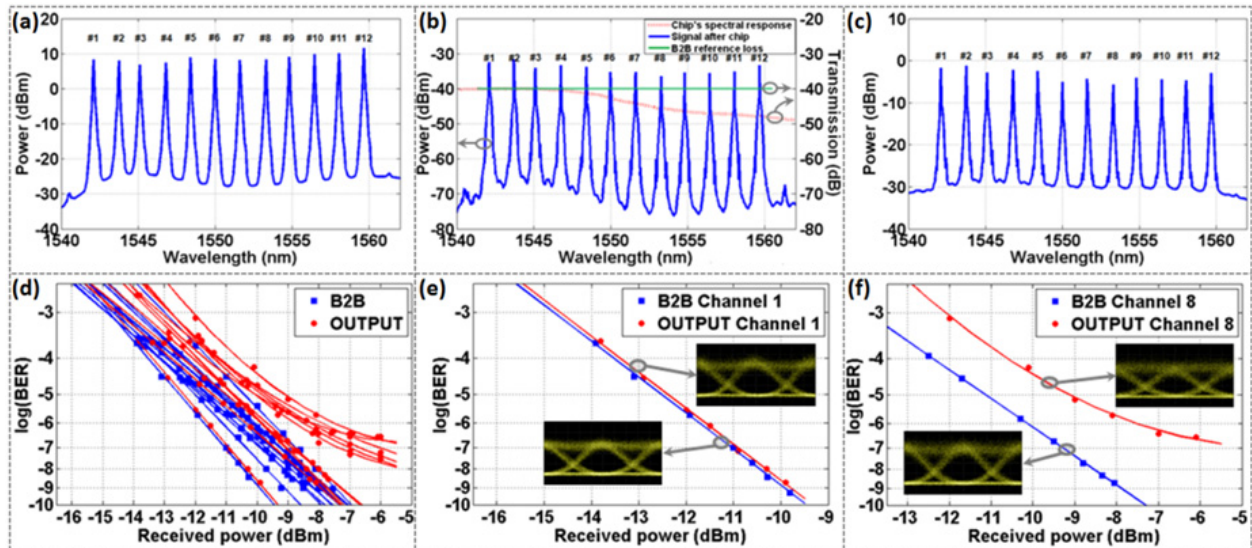 (a)
20
10
0
-10
-20
-30
-40
Power (dBm)
#1 #2 #3 #4 #5 #6 #7 #8 #9 #10 #11 #12
1540 1545 1550 1555 1560
Wavelength (nm)
(b)
Chip's spectral response
Signal after chip
B2B reference loss
-20
-30
-40
-50
-60
-70
-80
Power (dBm)
#1 #2 #3 #4 #5 #6 #7 #8 #9 #10 #11 #12
-20
-30
-40
-50
-60
-70
-80
Transmission (dB)
1540 1545 1550 1555 1560
Wavelength (nm)
(c)
10
0
-10
-20
-30
-40
Power (dBm)
#1 #2 #3 #4 #5 #6 #7 #8 #9 #10 #11 #12
1540 1545 1550 1555 1560
Wavelength (nm)
(d)
B2B
OUTPUT
-3
-4
-5
-6
-7
-8
-9
-10
log(BER)
-16 -15 -14 -13 -12 -11 -10 -9 -8 -7 -6 -5
Received power (dBm)
(e)
B2B Channel 1
OUTPUT Channel 1
-3
-4
-5
-6
-7
-8
-9
-10
log(BER)
-16 -15 -14 -13 -12 -11 -10 -9
Received power (dBm)
(f)
B2B Channel 8
OUTPUT Channel 8
-3
-4
-5
-6
-7
-8
-9
-10
log(BER)
-13 -12 -11 -10 -9 -8 -7 -6 -5
Received power (dBm)